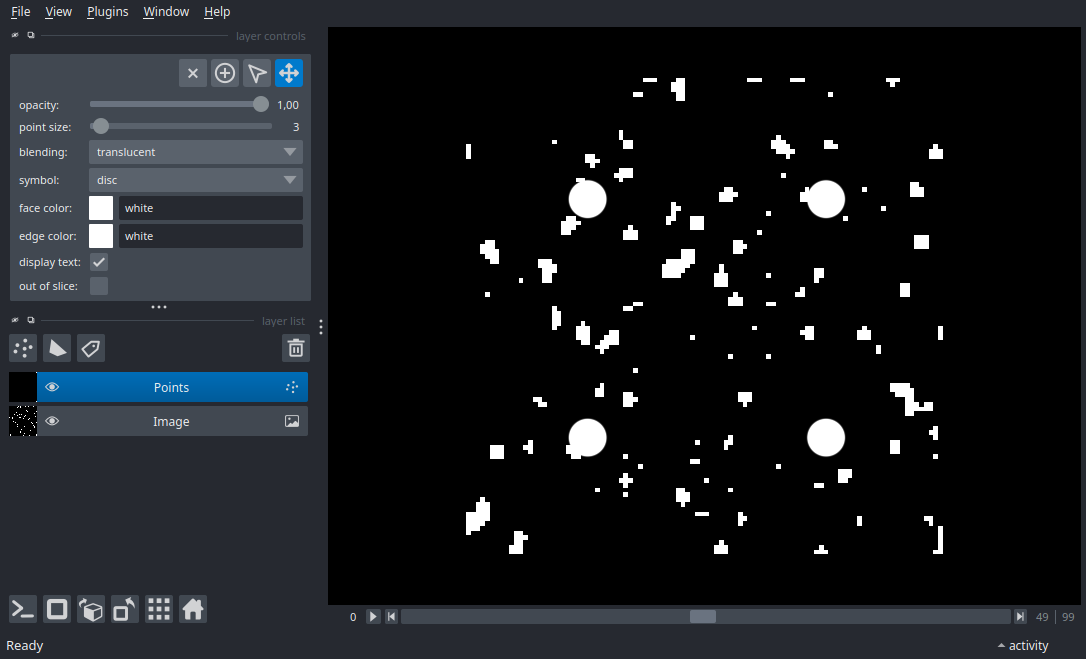 File View Plugins Window Help
layer controls
opacity: 1,00
point size: 3
blending: translucent
symbol: disc
face color: white
edge color: white
display text:
out of slice:
layer list
Points
Image
0 49 99
Ready activity